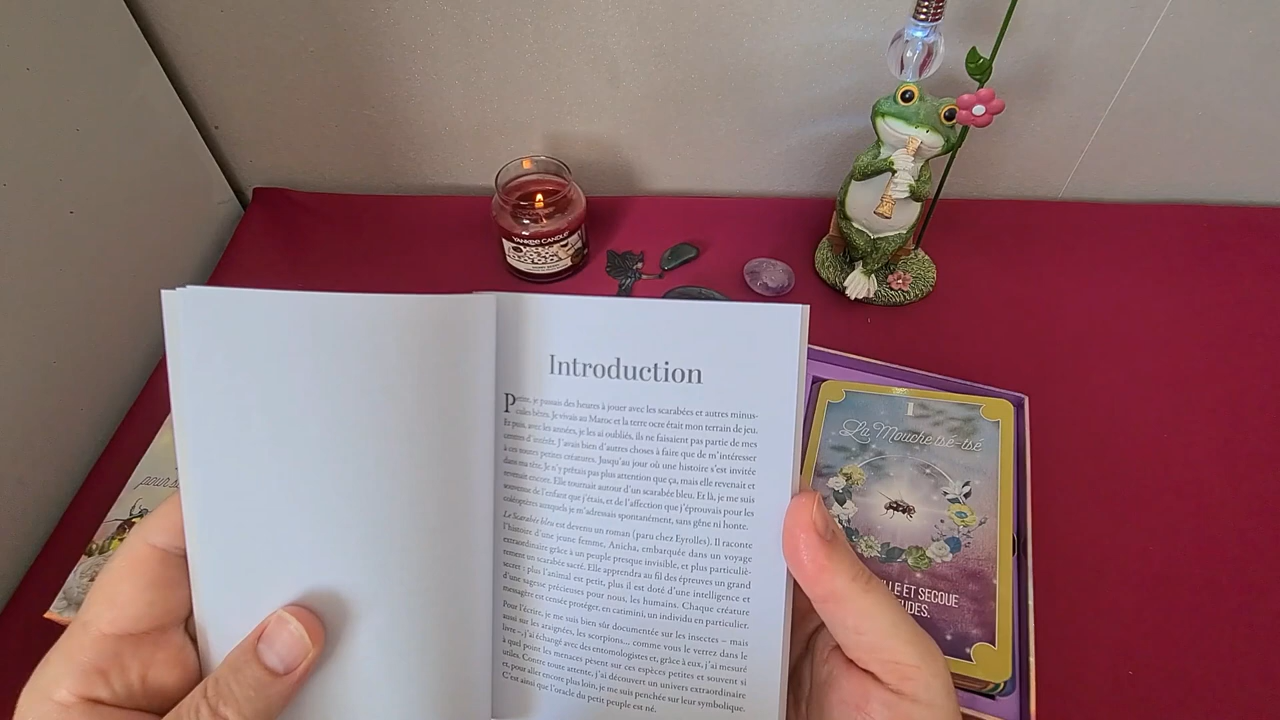 YANKEE CANDLE
Introduction
Petite, je passais des heures à jouer avec les scarabées et autres minus-
cules bêtes. Je vivais au Maroc et la terre ocre était mon terrain de jeu.
Et puis, avec les années, je les ai oubliés, ils ne faisaient pas partie de mes
centres d'intérêt. J'avais bien d'autres choses à faire que de m'intéresser
à ces toutes petites créatures. Jusqu'au jour où une histoire s'est invitée
dans ma tête. Je n'y prêtais pas plus attention que ça, mais elle revenait et
revenait encore. Elle tournait autour d'un scarabée bleu. Et là, je me suis
souvenue de l'enfant que j'étais, et de l'affection que j'éprouvais pour les
coléoptères auxquels je m'adressais spontanément, sans gêne ni honte.
Le Scarabée bleu est devenu un roman (paru chez Eyrolles). Il raconte
l'histoire d'une jeune femme, Anicha, embarquée dans un voyage
extraordinaire grâce à un peuple presque invisible, et plus particuliè-
rement un scarabée sacré. Elle apprendra au fil des épreuves un grand
secret : plus l'animal est petit, plus il est doté d'une intelligence et
d'une sagesse précieuses pour nous, les humains. Chaque créature
messagère est censée protéger, en catimini, un individu en particulier.
Pour l'écrire, je me suis bien sûr documentée sur les insectes – mais
aussi sur les araignées, les scorpions... comme vous le verrez dans le
livre –, j'ai échangé avec des entomologistes et, grâce à eux, j'ai mesuré
à quel point les menaces pèsent sur ces espèces petites et souvent si
utiles. Contre toute attente, j'ai découvert un univers extraordinaire
et, pour aller encore plus loin, je me suis penchée sur leur symbolique.
C'est ainsi que l'oracle du petit peuple est né.
1
La Mouche tsé-tsé
LLE ET SECOUE
UDES.
pour